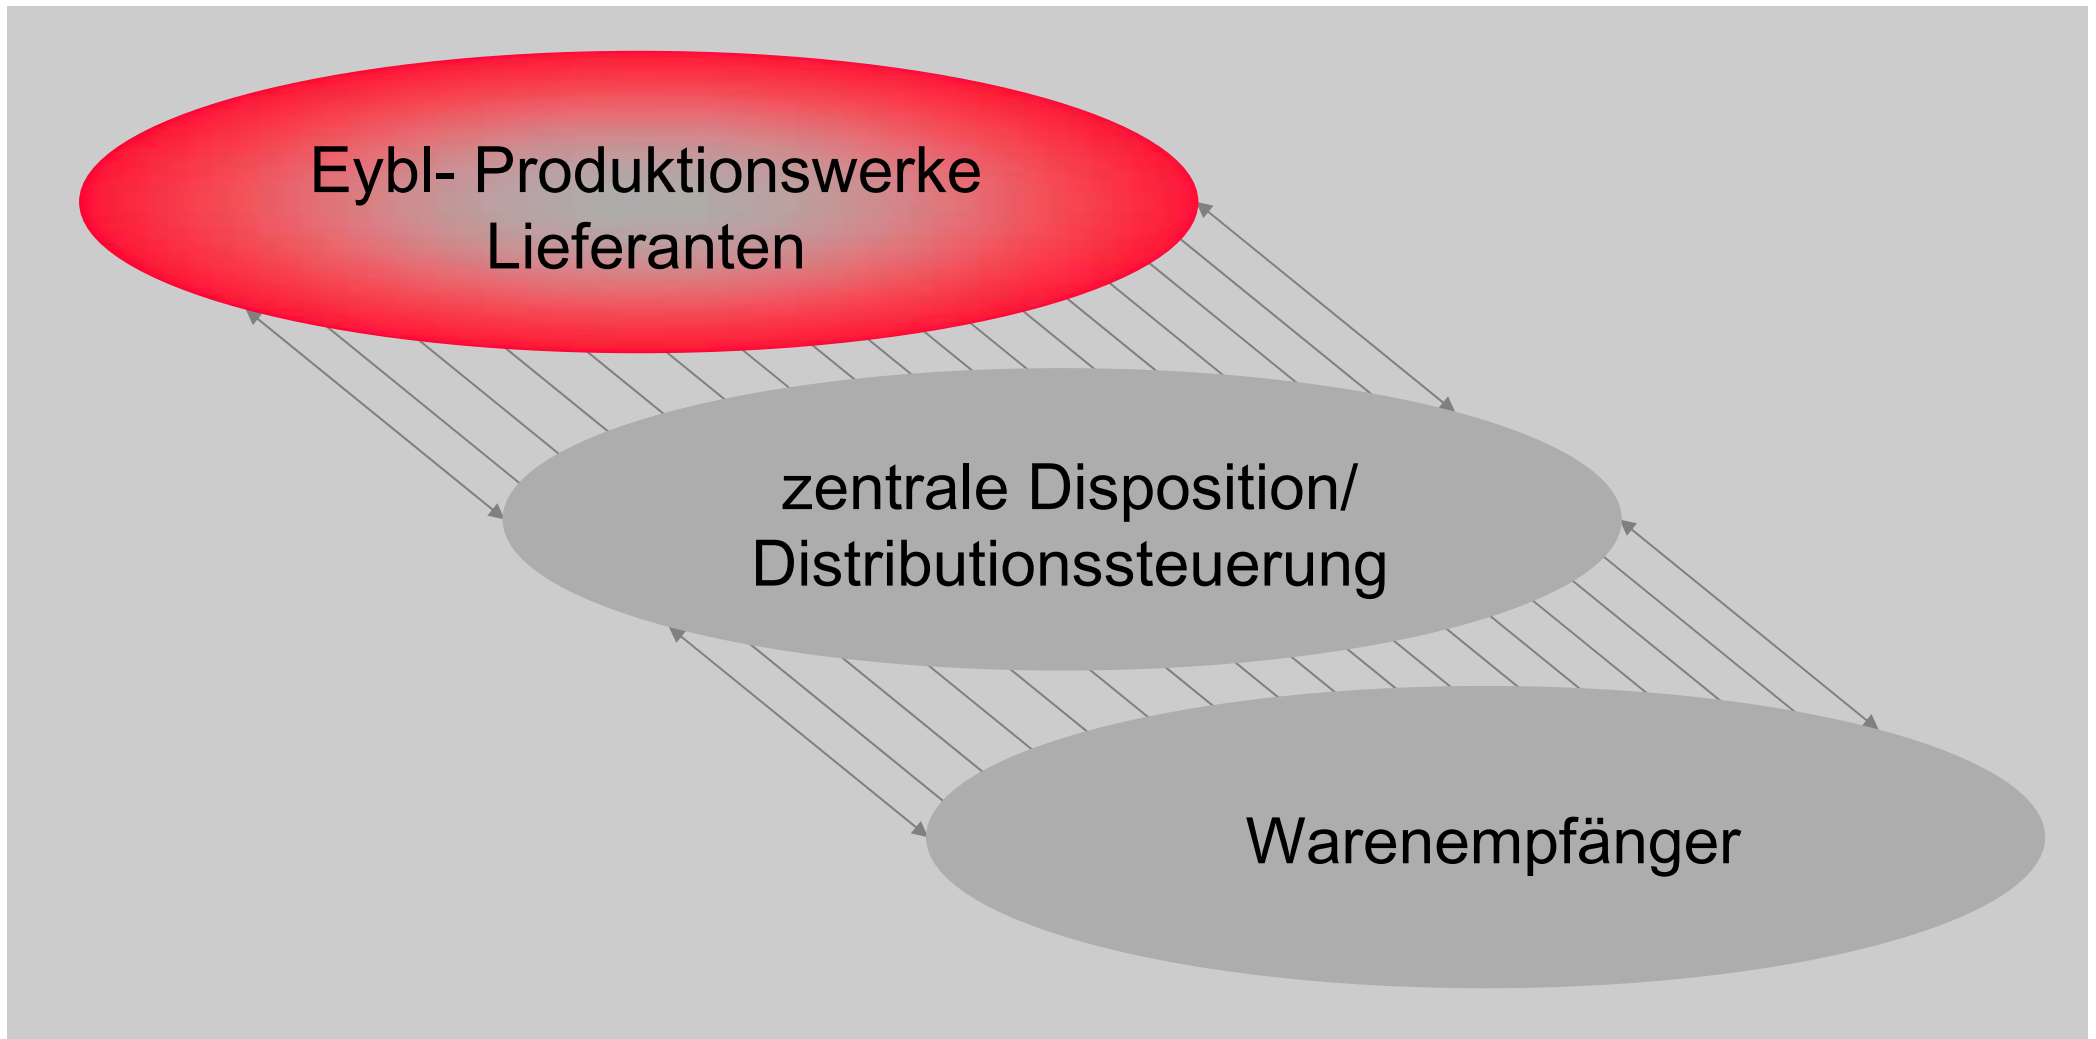 Eybl- Produktionswerke
Lieferanten
zentrale Disposition/
Distributionssteuerung
Warenempfänger